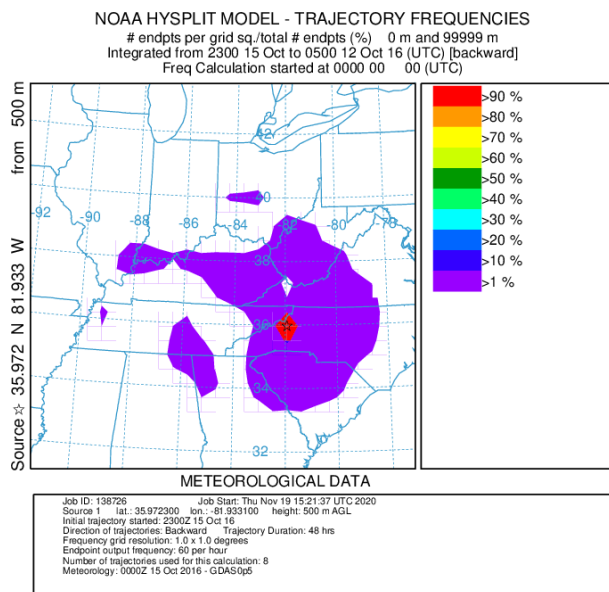 NOAA HYSPLIT MODEL - TRAJECTORY FREQUENCIES
# endpts per grid sq./total # endpts (%)    0 m and 99999 m
Integrated from 2300 15 Oct to 0500 12 Oct 16 (UTC) [backward]
Freq Calculation started at 0000 00    00 (UTC)
Source ☆ 35.972 N 81.933 W    from    500 m
-92
-90
-88
-86
-84
-82
-80
-78
42
40
38
36
34
32
>90 %
>80 %
>70 %
>60 %
>50 %
>40 %
>30 %
>20 %
>10 %
>1 %
METEOROLOGICAL DATA
Job ID: 138726    Job Start: Thu Nov 19 15:21:37 UTC 2020
Source 1    lat.: 35.972300    lon.: -81.933100    height: 500 m AGL
Initial trajectory started: 2300Z 15 Oct 16
Direction of trajectories: Backward    Trajectory Duration: 48 hrs
Frequency grid resolution: 1.0 x 1.0 degrees
Endpoint output frequency: 60 per hour
Number of trajectories used for this calculation: 8
Meteorology: 0000Z 15 Oct 2016 - GDAS0p5